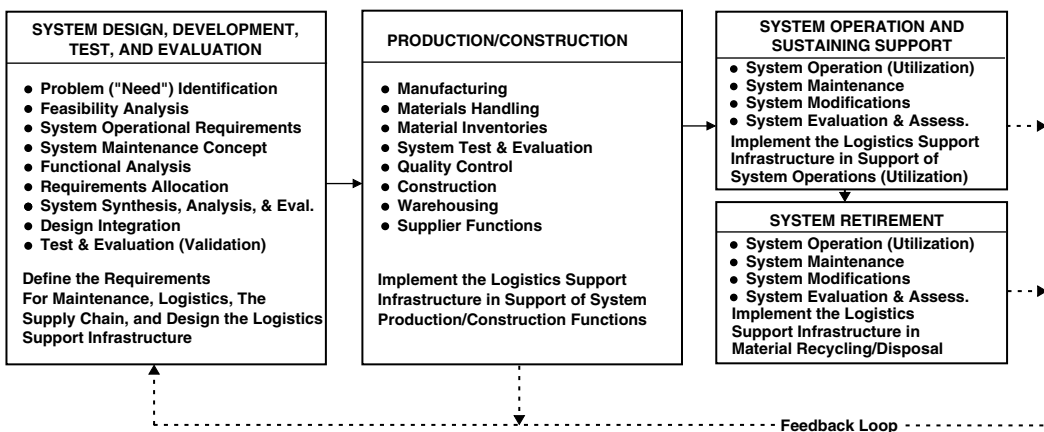 SYSTEM DESIGN, DEVELOPMENT,
TEST, AND EVALUATION
● Problem ("Need") Identification
● Feasibility Analysis
● System Operational Requirements
● System Maintenance Concept
● Functional Analysis
● Requirements Allocation
● System Synthesis, Analysis, & Eval.
● Design Integration
● Test & Evaluation (Validation)
Define the Requirements
For Maintenance, Logistics, The
Supply Chain, and Design the Logistics
Support Infrastructure
PRODUCTION/CONSTRUCTION
● Manufacturing
● Materials Handling
● Material Inventories
● System Test & Evaluation
● Quality Control
● Construction
● Warehousing
● Supplier Functions
Implement the Logistics Support
Infrastructure in Support of System
Production/Construction Functions
SYSTEM OPERATION AND
SUSTAINING SUPPORT
● System Operation (Utilization)
● System Maintenance
● System Modifications
● System Evaluation & Assess.
Implement the Logistics Support
Infrastructure in Support of
System Operations (Utilization)
SYSTEM RETIREMENT
● System Operation (Utilization)
● System Maintenance
● System Modifications
● System Evaluation & Assess.
Implement the Logistics
Support Infrastructure in
Material Recycling/Disposal
Feedback Loop